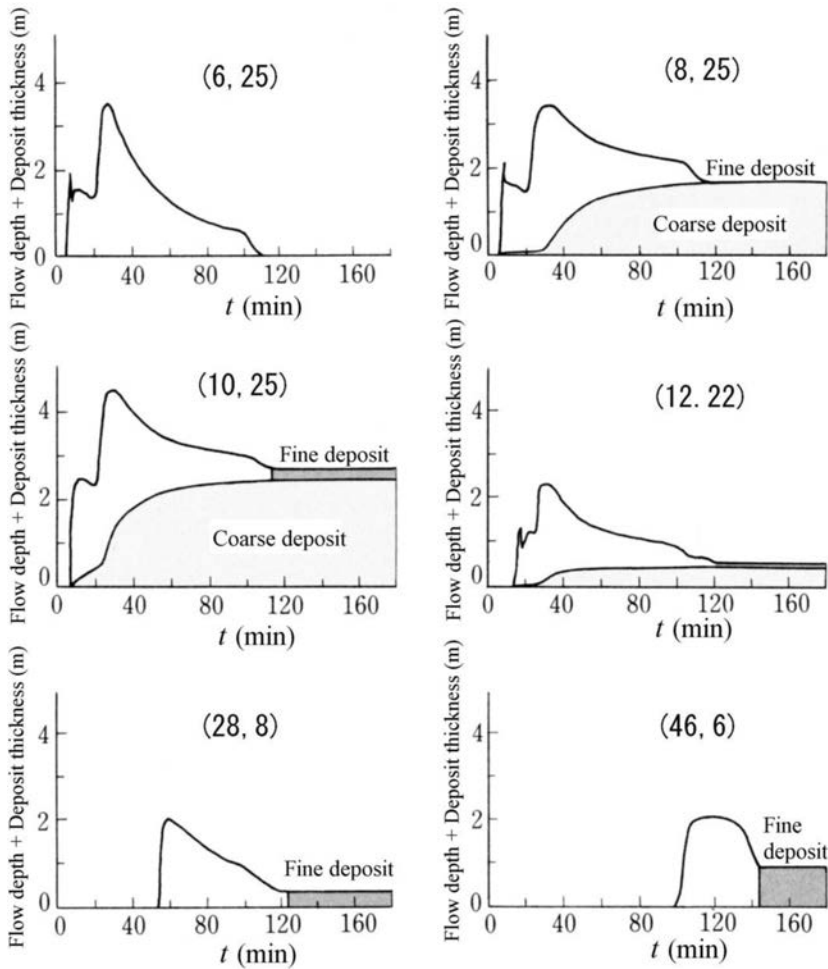 Flow depth + Deposit thickness (m)
4
2
0
(6, 25)
0 40 80 120 160
t (min)
Flow depth + Deposit thickness (m)
4
2
0
(8, 25)
Fine deposit
Coarse deposit
0 40 80 120 160
t (min)
Flow depth + Deposit thickness (m)
4
2
0
(10, 25)
Fine deposit
Coarse deposit
0 40 80 120 160
t (min)
Flow depth + Deposit thickness (m)
4
2
0
(12. 22)
0 40 80 120 160
t (min)
Flow depth + Deposit thickness (m)
4
2
0
(28, 8)
Fine deposit
0 40 80 120 160
t (min)
Flow depth + Deposit thickness (m)
4
2
0
(46, 6)
Fine
deposit
0 40 80 120 160
t (min)